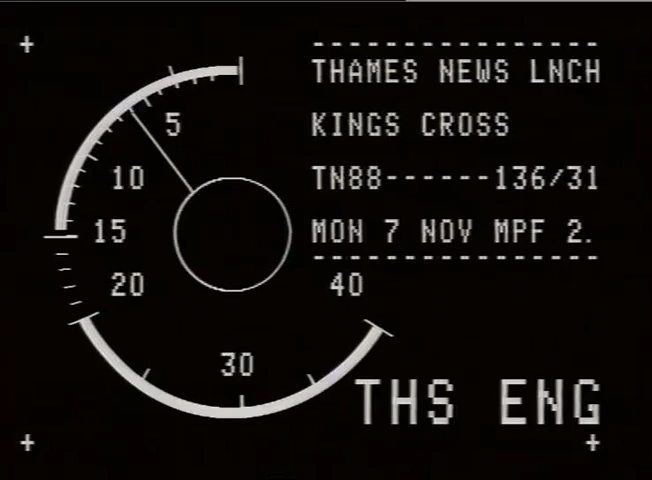 THAMES NEWS LNCH
KINGS CROSS
TN88------136/31
MON 7 NOV MPF 2.
5
10
15
20
30
40
THS ENG